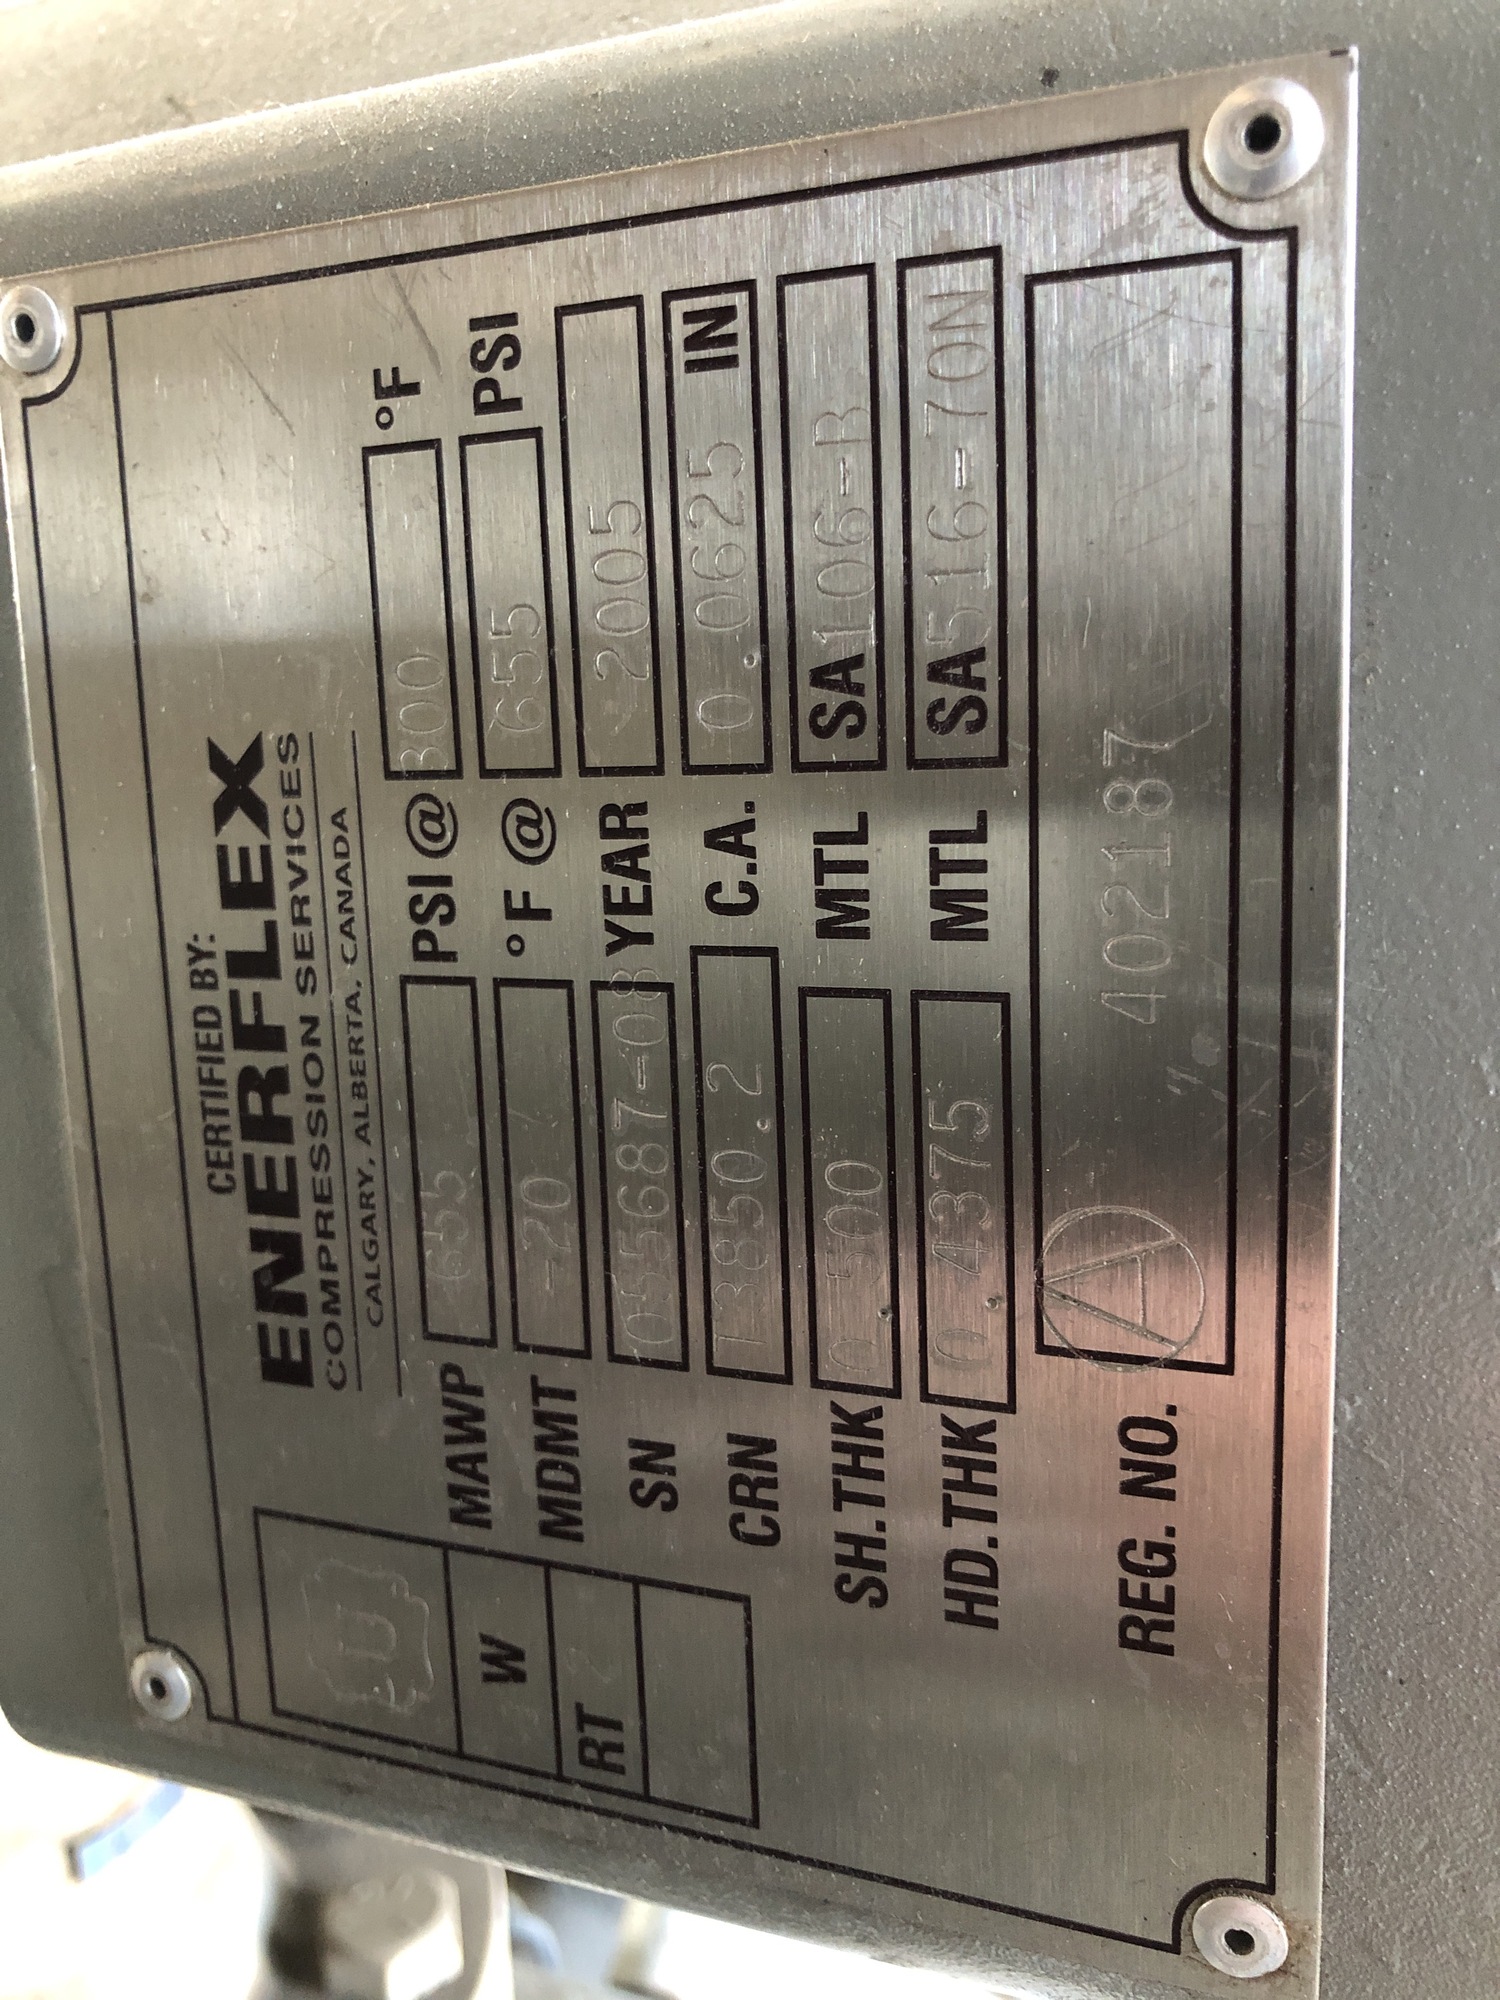 CERTIFIED BY:
ENERFLEX
COMPRESSION SERVICES
CALGARY, ALBERTA, CANADA
U
W
RT 2
MAWP 655 PSI @ 300 °F
MDMT -20 °F @ 655 PSI
SN 05587-08 YEAR 2005
CRN T3850.2 C.A. 0.0625 IN
SH.THK 0.500 MTL SA106-B
HD.THK 0.4375 MTL SA516-70N
REG. NO. A 402187